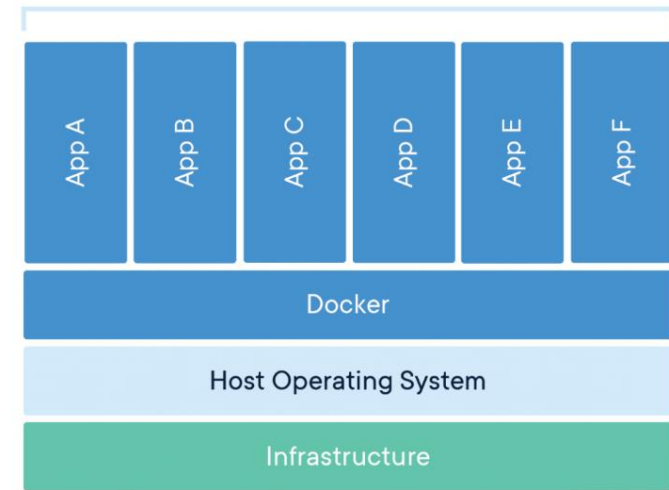 App A
App B
App C
App D
App E
App F
Docker
Host Operating System
Infrastructure